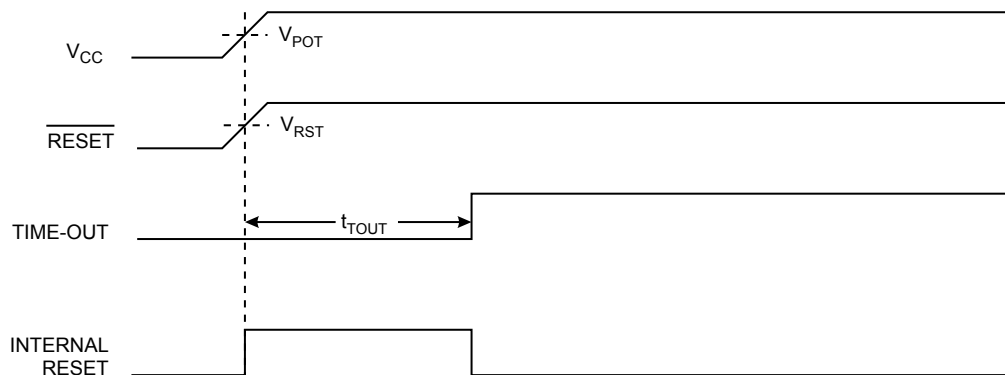 V_CC
V_POT
RESET
V_RST
TIME-OUT
t_TOUT
INTERNAL
RESET